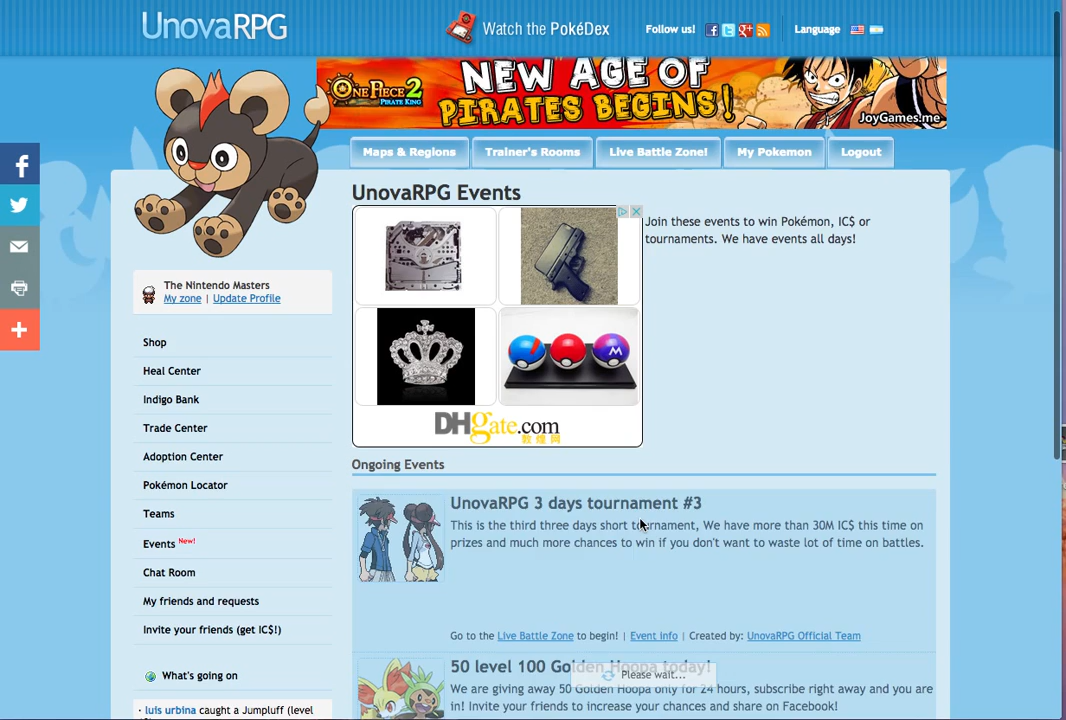 UnovaRPG
Watch the PokéDex
Follow us!
Language
ONE PIECE 2
PIRATE KING
NEW AGE OF
PIRATES BEGINS!
JoyGames.me
Maps & Regions
Trainer's Rooms
Live Battle Zone!
My Pokemon
Logout
UnovaRPG Events
Join these events to win Pokémon, IC$ or
tournaments. We have events all days!
The Nintendo Masters
My zone | Update Profile
Shop
Heal Center
Indigo Bank
Trade Center
Adoption Center
Pokémon Locator
Teams
Events New!
Chat Room
My friends and requests
Invite your friends (get IC$!)
What's going on
· luis urbina caught a Jumpluff (level
M
DHgate.com
敦煌网
Ongoing Events
UnovaRPG 3 days tournament #3
This is the third three days short tournament, We have more than 30M IC$ this time on
prizes and much more chances to win if you don't want to waste lot of time on battles.
Go to the Live Battle Zone to begin! | Event info | Created by: UnovaRPG Official Team
50 level 100 Golden Hoopa today!
Please wait...
We are giving away 50 Golden Hoopa only for 24 hours, subscribe right away and you are
in! Invite your friends to increase your chances and share on Facebook!